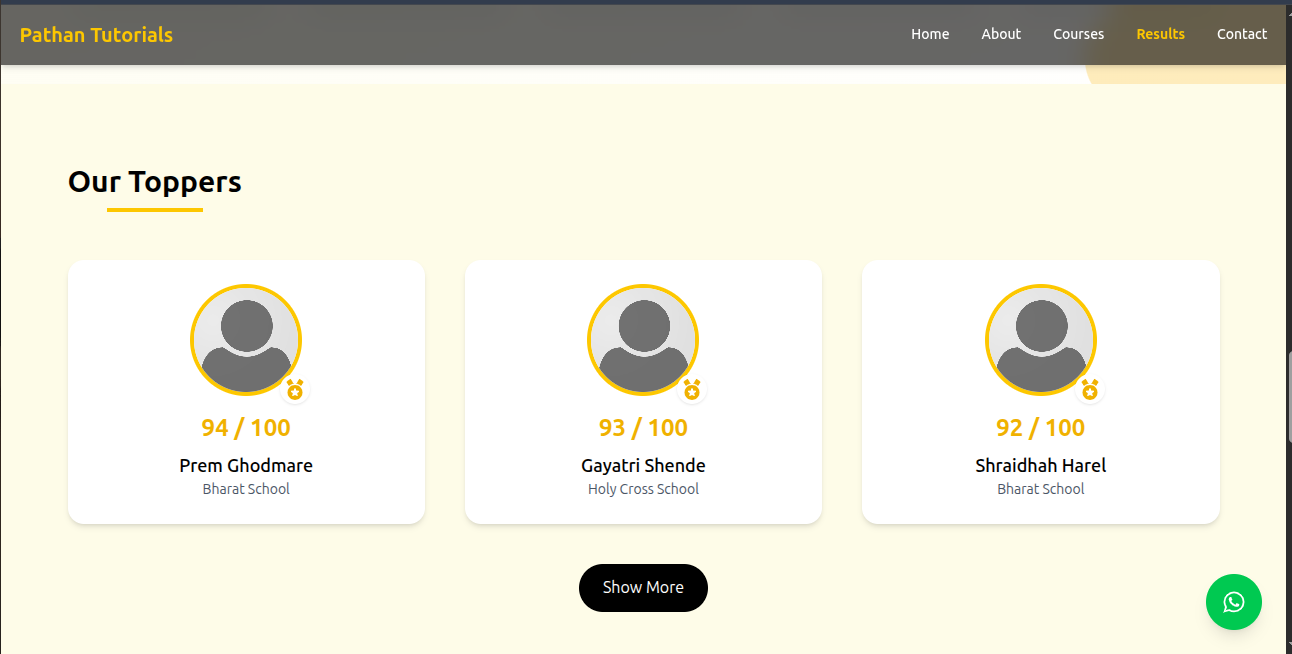 Pathan Tutorials
Home About Courses Results Contact
Our Toppers
94 / 100
Prem Ghodmare
Bharat School
93 / 100
Gayatri Shende
Holy Cross School
92 / 100
Shraidhah Harel
Bharat School
Show More